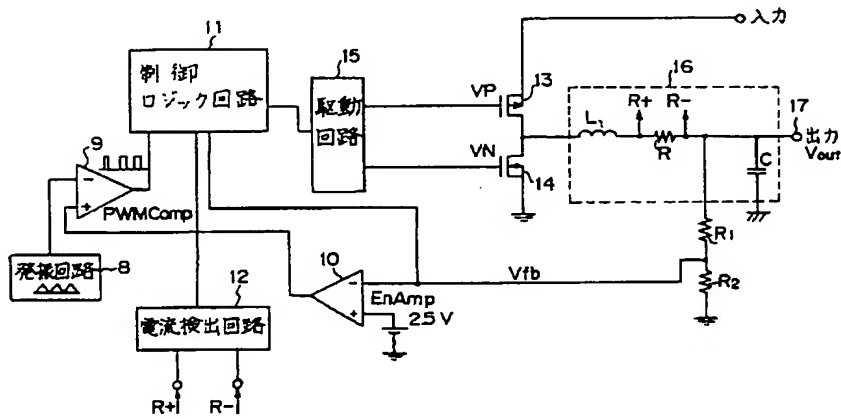 入力
11
制御
ロジック回路
15
駆動
回路
VP
13
16
R+
R-
17
出力
Vout
L1
R
C
VN
14
9
-
+
PWMComp
発振回路
8
10
-
EnAmp
+
2.5 V
Vfb
R1
R2
12
電流検出回路
R+
R-